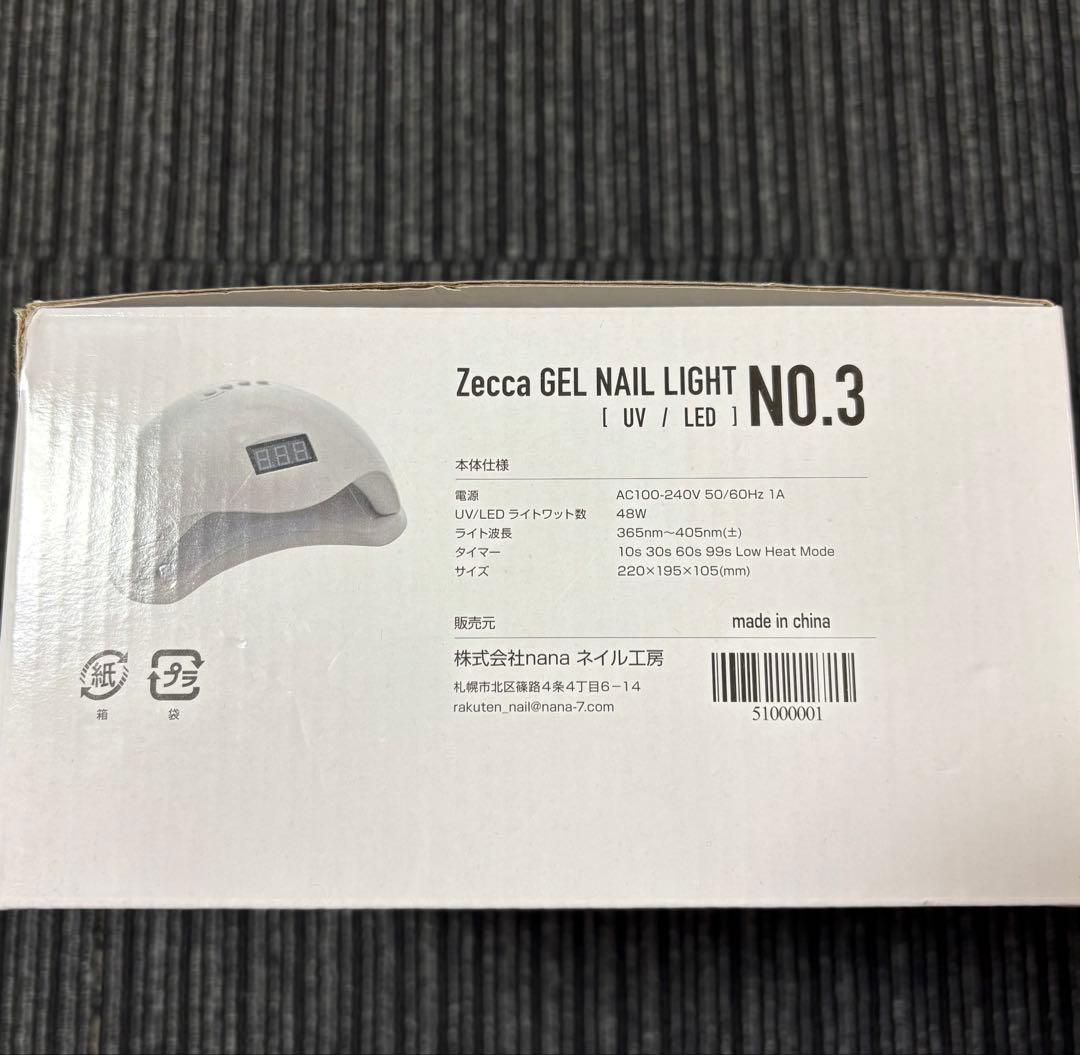 Zecca GEL NAIL LIGHT NO.3
[ UV / LED ]
8.8.8
本体仕様
電源 AC100-240V 50/60Hz 1A
UV/LED ライトワット数 48W
ライト波長 365nm～405nm(±)
タイマー 10s 30s 60s 99s Low Heat Mode
サイズ 220×195×105(mm)
販売元 made in china
株式会社nana ネイル工房
札幌市北区篠路4条4丁目6−14
rakuten_nail@nana-7.com
51000001
紙 プラ
箱 袋